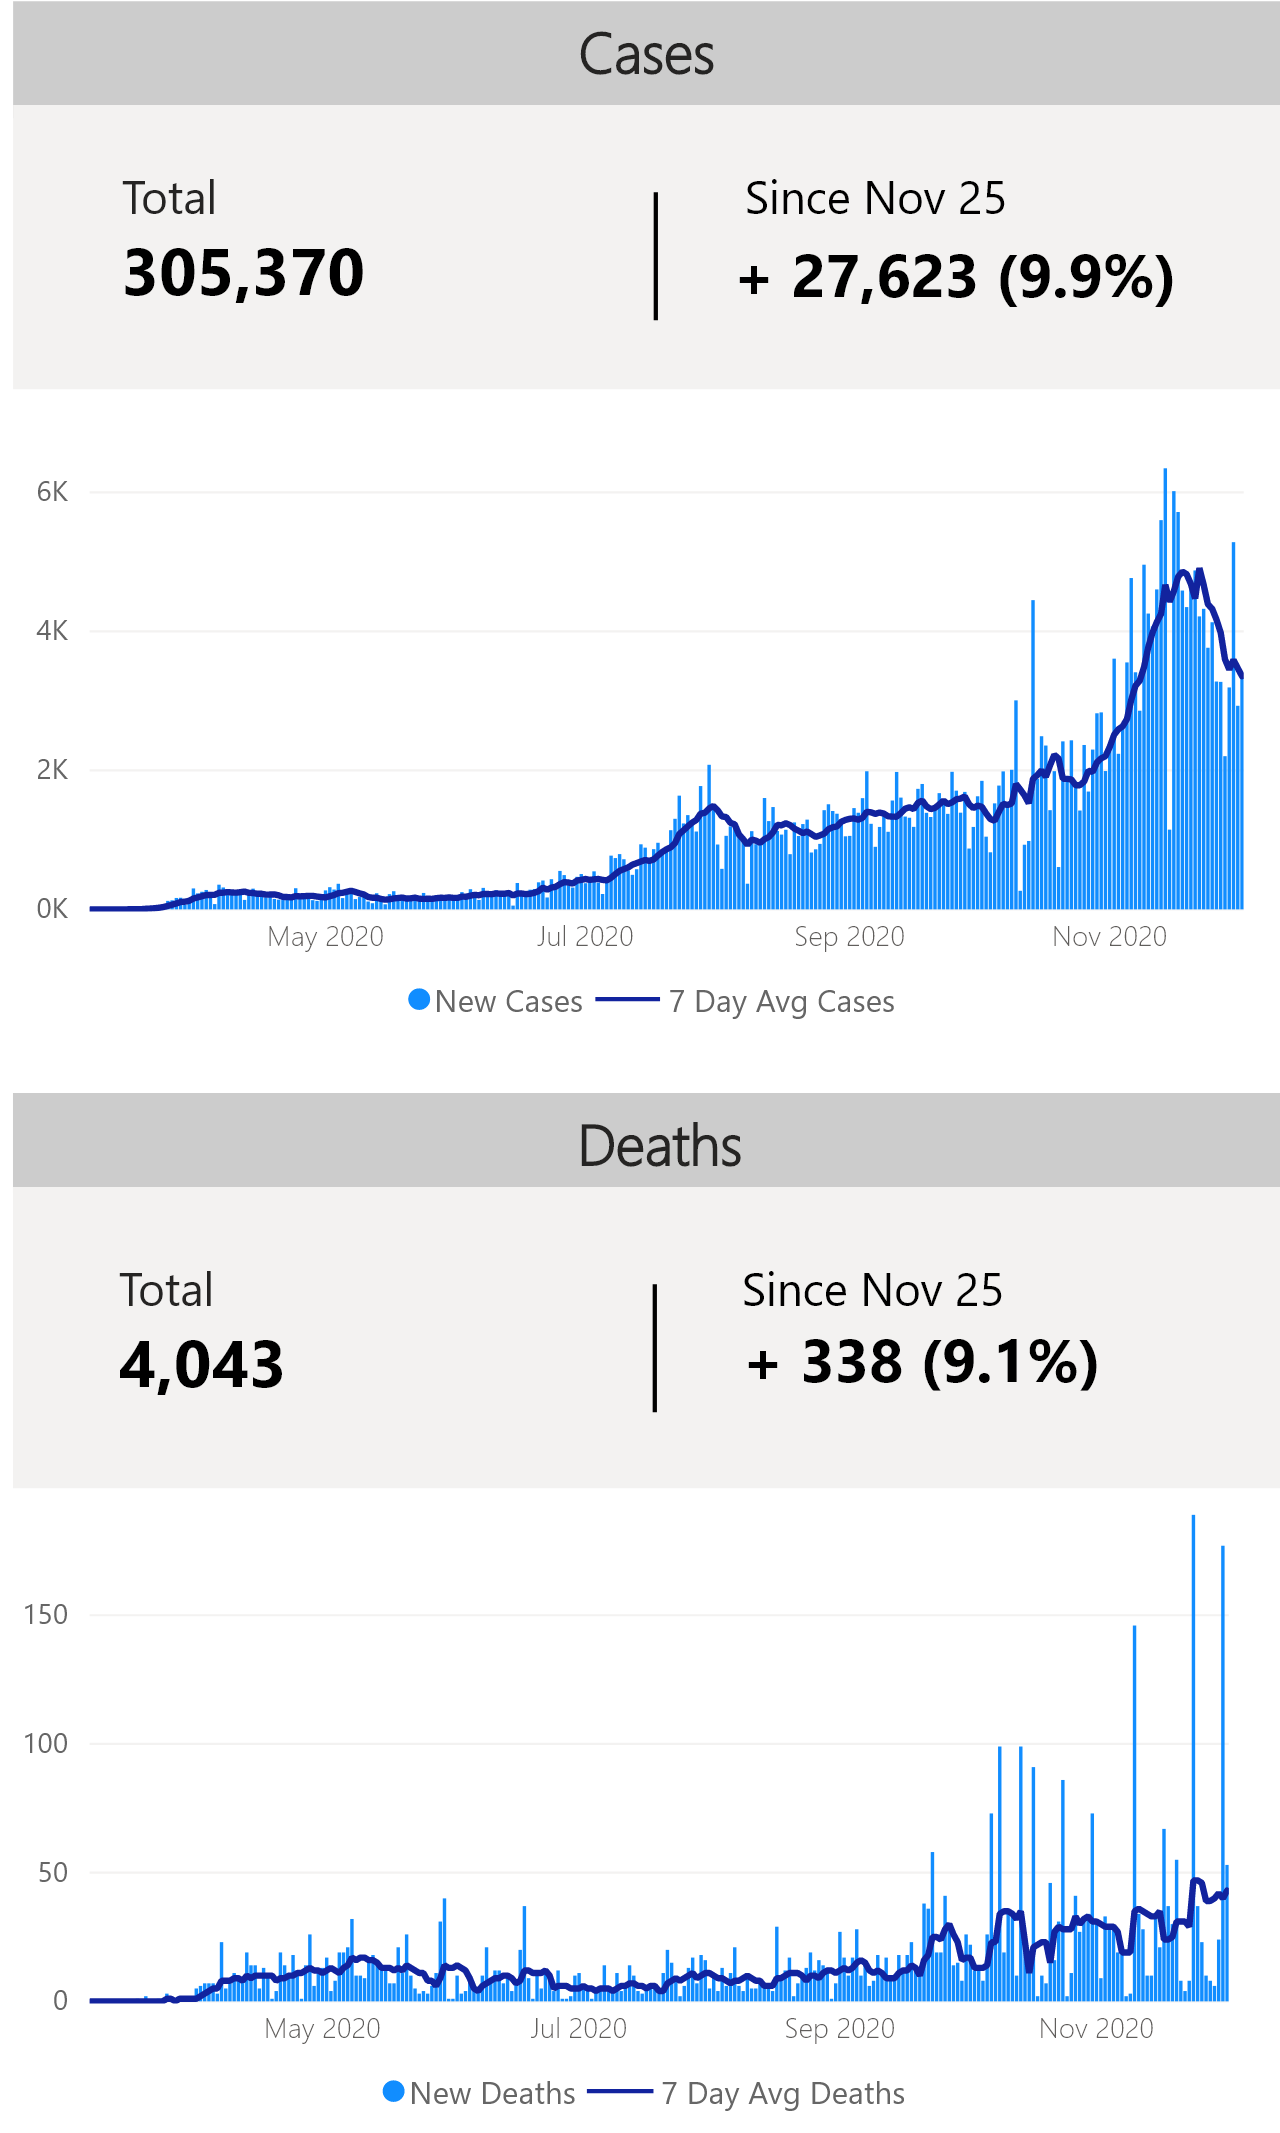 Cases
Total
Since Nov 25
305,370
+ 27,623 (9.9%)
6K
4K
2K
0K
May 2020
Jul 2020
Sep 2020
Nov 2020
New Cases
7 Day Avg Cases
Deaths
Total
Since Nov 25
4,043
+ 338 (9.1%)
150
100
50
0
May 2020
Jul 2020
Sep 2020
Nov 2020
New Deaths
7 Day Avg Deaths